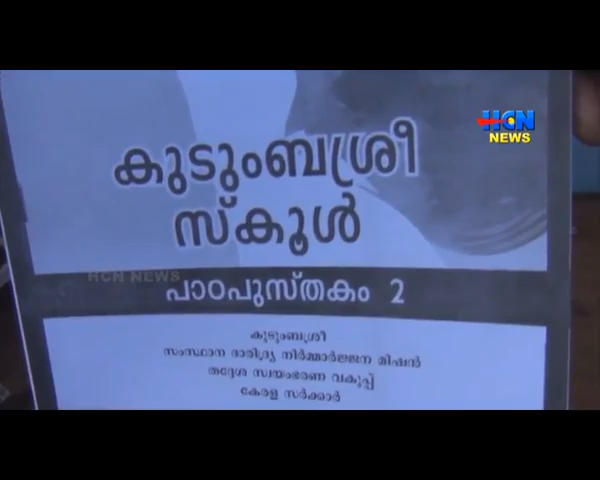 HCN
NEWS
കുടുംബശ്രീ
സ്കൂൾ
HCN NEWS
പാഠപുസ്തകം 2
കുടുംബശ്രീ
സംസ്ഥാന ദാരിദ്ര്യ നിർമ്മാർജ്ജന മിഷൻ
തദ്ദേശ സ്വയംഭരണ വകുപ്പ്
കേരള സർക്കാർ